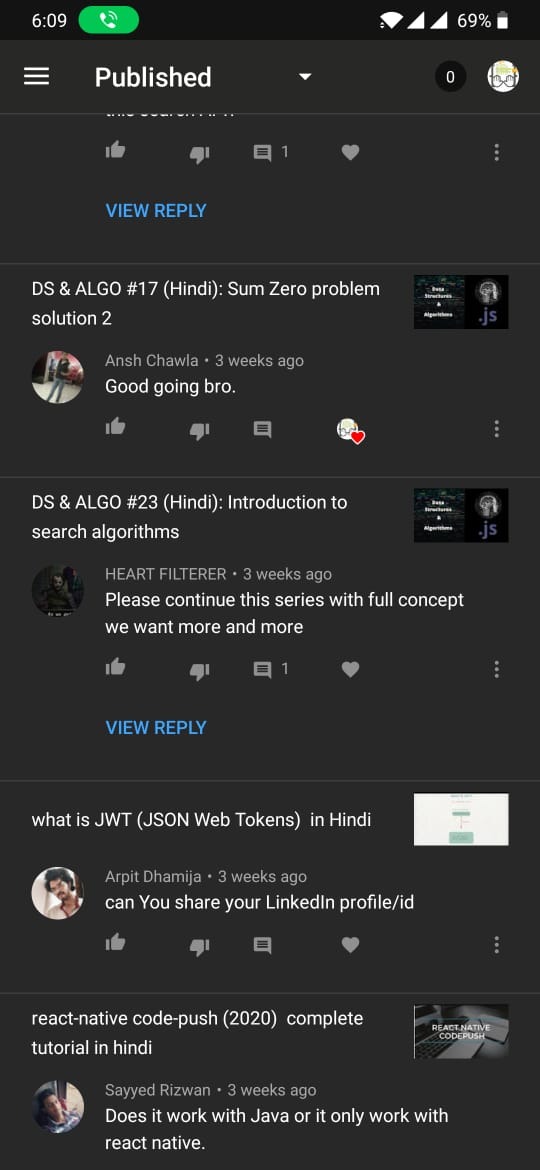 6:09
69%
Published
0
1
VIEW REPLY
DS & ALGO #17 (Hindi): Sum Zero problem
solution 2
Data
Structures
&
Algorithms
.js
Ansh Chawla • 3 weeks ago
Good going bro.
DS & ALGO #23 (Hindi): Introduction to
search algorithms
Data
Structures
&
Algorithms
.js
HEART FILTERER • 3 weeks ago
Please continue this series with full concept
we want more and more
1
VIEW REPLY
what is JWT (JSON Web Tokens)  in Hindi
Arpit Dhamija • 3 weeks ago
can You share your LinkedIn profile/id
react-native code-push (2020)  complete
tutorial in hindi
REACT NATIVE
CODEPUSH
Sayyed Rizwan • 3 weeks ago
Does it work with Java or it only work with
react native.